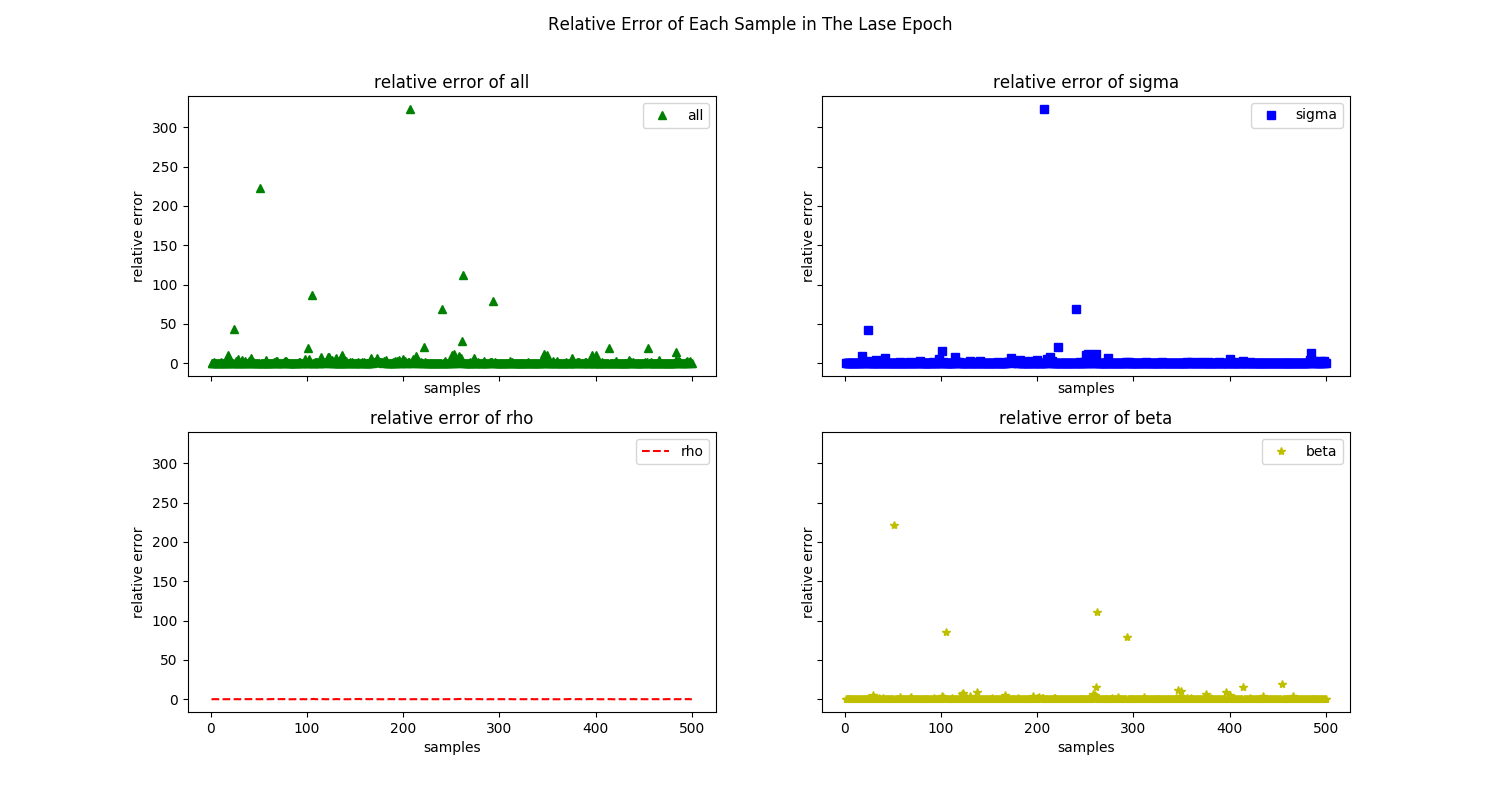 Relative Error of Each Sample in The Lase Epoch
relative error of all
all
300
250
200
150
100
50
0
relative error
samples
relative error of sigma
sigma
relative error
samples
relative error of rho
rho
300
250
200
150
100
50
0
relative error
0 100 200 300 400 500
samples
relative error of beta
beta
relative error
0 100 200 300 400 500
samples